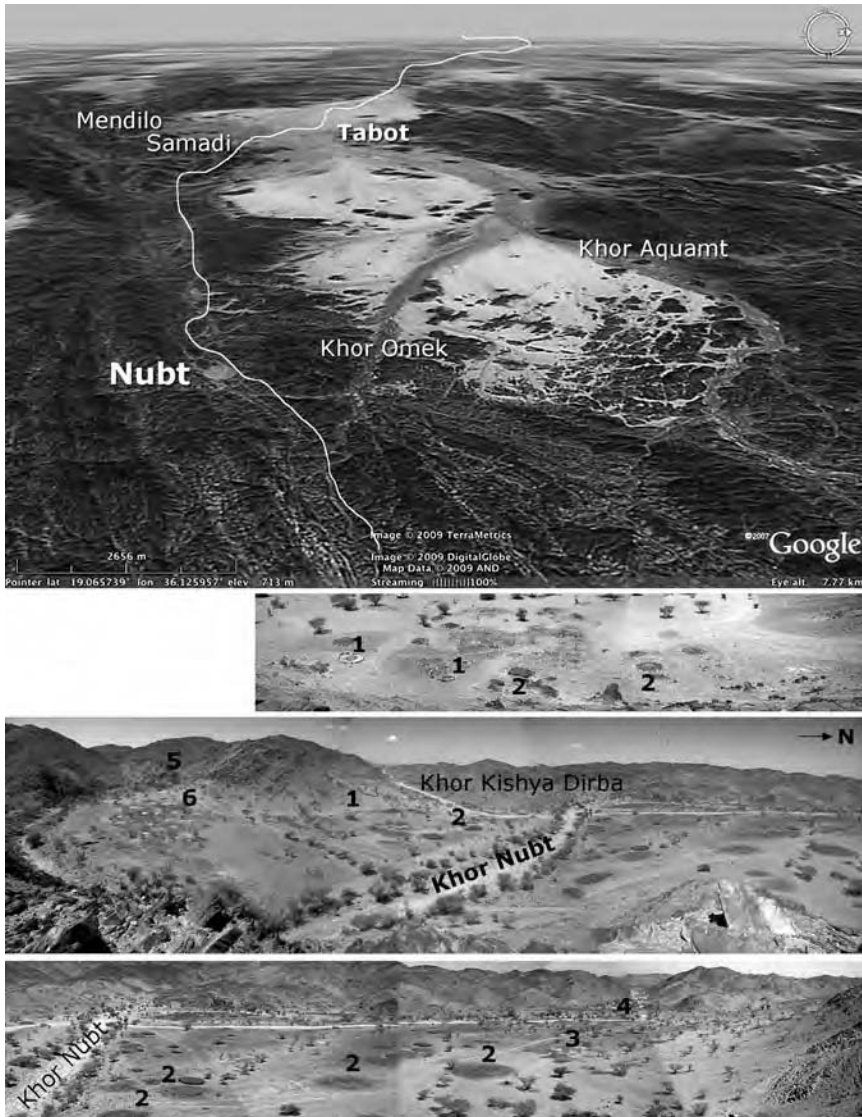 Mendilo
Samadi
Tabot
Khor Aquamt
Khor Omek
Nubt
Image © 2009 TerraMetrics
2656 m
Image © 2009 DigitalGlobe
Map Data © 2009 AND
©2007 Google
Pointer lat 19.065739° lon 36.125957° elev 713 m
Streaming ||||||||| 100%
Eye alt 7.77 km
1
1
2
2
N
5
Khor Kishya Dirba
6
1
2
Khor Nubt
4
Khor Nubt
3
2
2
2
2